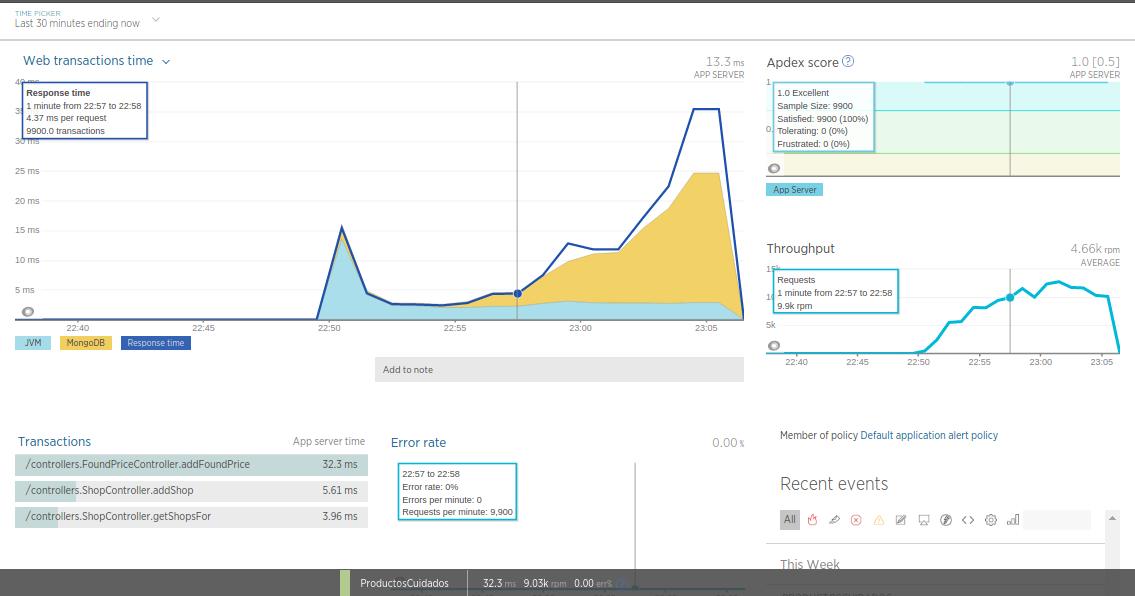 TIME PICKER
Last 30 minutes ending now
Web transactions time
13.3 ms
APP SERVER
40 ms
Response time
1 minute from 22:57 to 22:58
4.37 ms per request
9900.0 transactions
30 ms
25 ms
20 ms
15 ms
10 ms
5 ms
22:40 22:45 22:50 22:55 23:00 23:05
JVM MongoDB Response time
Add to note
Apdex score ?
1.0 [0.5]
APP SERVER
1
1.0 Excellent
Sample Size: 9900
Satisfied: 9900 (100%)
Tolerating: 0 (0%)
Frustrated: 0 (0%)
App Server
Throughput
4.66k rpm
AVERAGE
15k
Requests
1 minute from 22:57 to 22:58
9.9k rpm
5k
22:40 22:45 22:50 22:55 23:00 23:05
Transactions App server time
/controllers.FoundPriceController.addFoundPrice 32.3 ms
/controllers.ShopController.addShop 5.61 ms
/controllers.ShopController.getShopsFor 3.96 ms
Error rate
0.00 %
22:57 to 22:58
Error rate: 0%
Errors per minute: 0
Requests per minute: 9,900
Member of policy Default application alert policy
Recent events
All
This Week
ProductosCuidados 32.3 ms 9.03k rpm 0.00 err%